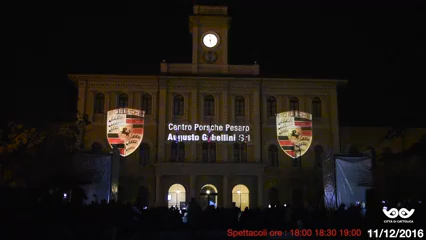 Centro Porsche Pesaro
Augusto Gabellini Srl
Spettacoli ore : 18:00 18:30 19:00
CITTÀ DI CATTOLICA
11/12/2016